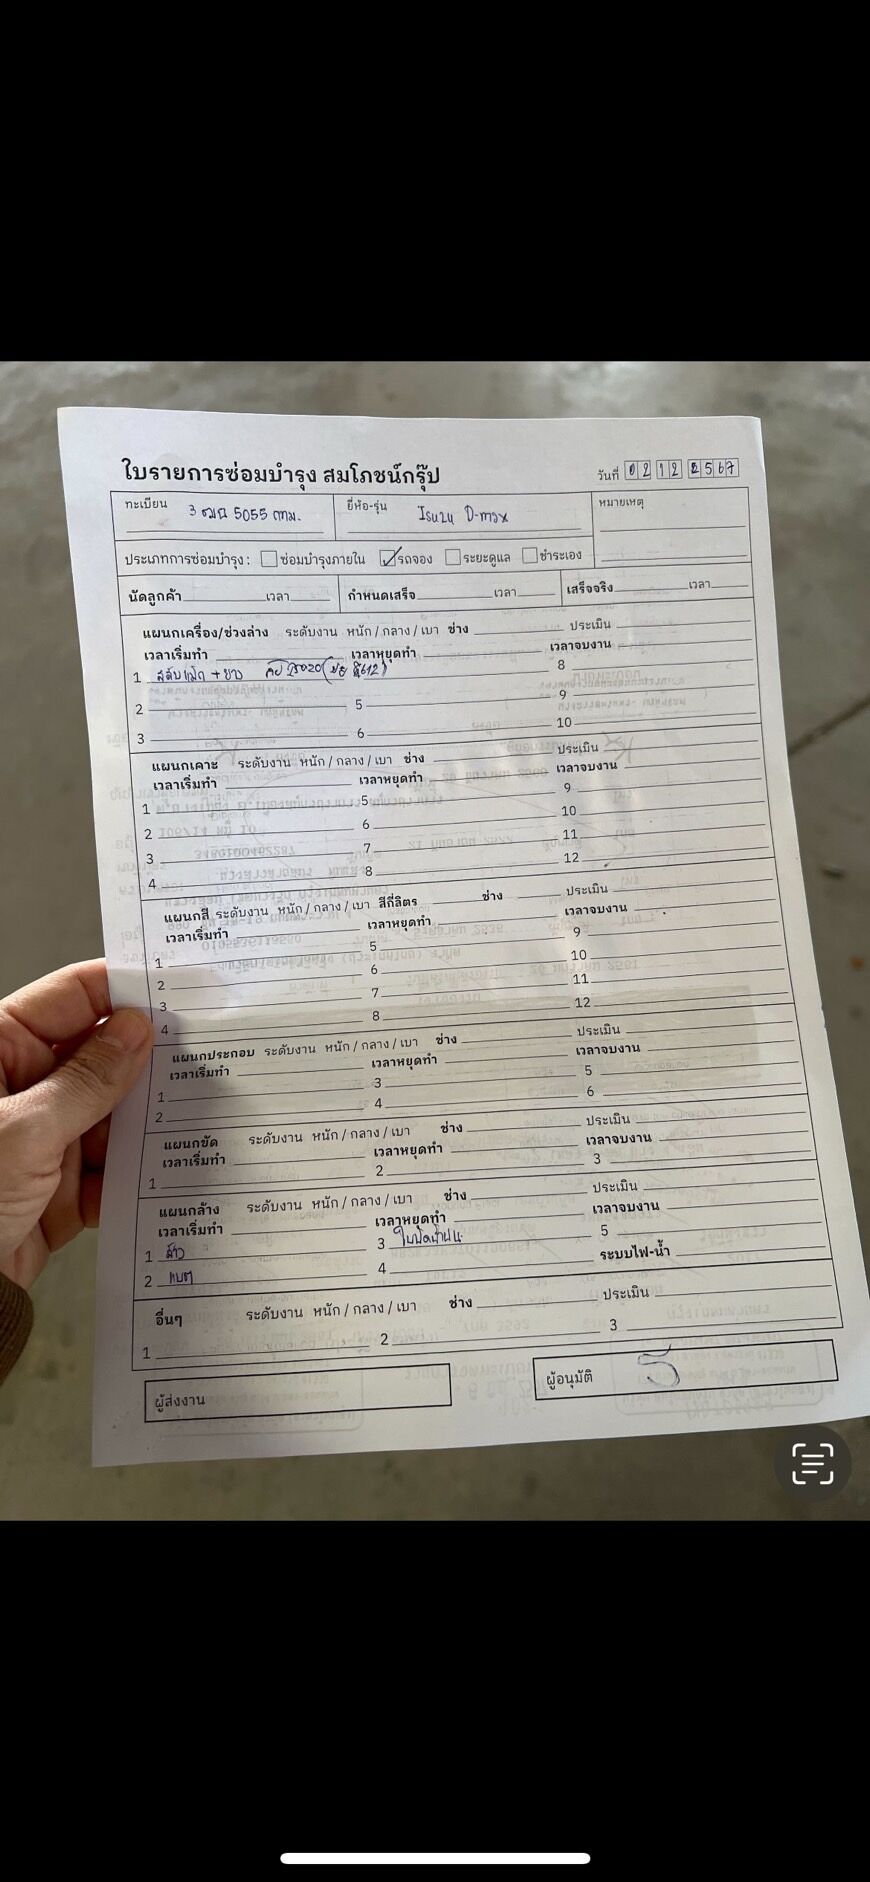 ใบรายการซ่อมบำรุง สมโภชน์กรุ๊ป
วันที่ 02 12 2567
ทะเบียน 3 ฒฌ 5055 กทม. ยี่ห้อ-รุ่น Isuzu D-max หมายเหตุ
ประเภทการซ่อมบำรุง : ซ่อมบำรุงภายใน รถจอง ระยะดูแล ชำระเอง
นัดลูกค้า เวลา กำหนดเสร็จ เวลา เสร็จจริง เวลา
แผนกเครื่อง/ช่วงล่าง ระดับงาน หนัก / กลาง / เบา ช่าง ประเมิน
เวลาเริ่มทำ เวลาหยุดทำ เวลาจบงาน
1 สลับแม็ก + ยาง 8
2 5 9
3 6 10
แผนกเคาะ ระดับงาน หนัก / กลาง / เบา ช่าง ประเมิน
เวลาเริ่มทำ เวลาหยุดทำ เวลาจบงาน
1 5 9
2 6 10
3 7 11
4 8 12
แผนกสี ระดับงาน หนัก / กลาง / เบา สีกี่ลิตร ช่าง ประเมิน
เวลาเริ่มทำ เวลาหยุดทำ เวลาจบงาน
1 5 9
2 6 10
3 7 11
4 8 12
แผนกประกอบ ระดับงาน หนัก / กลาง / เบา ช่าง ประเมิน
เวลาเริ่มทำ เวลาหยุดทำ เวลาจบงาน
1 3 5
2 4 6
แผนกขัด ระดับงาน หนัก / กลาง / เบา ช่าง ประเมิน
เวลาเริ่มทำ เวลาหยุดทำ เวลาจบงาน
1 2 3
แผนกล้าง ระดับงาน หนัก / กลาง / เบา ช่าง ประเมิน
เวลาเริ่มทำ เวลาหยุดทำ เวลาจบงาน
1 ล้าง 3 ใบปัดน้ำฝน 5
2 แบต 4 ระบบไฟ-น้ำ
อื่นๆ ระดับงาน หนัก / กลาง / เบา ช่าง ประเมิน
1 2 3
ผู้ส่งงาน ผู้อนุมัติ